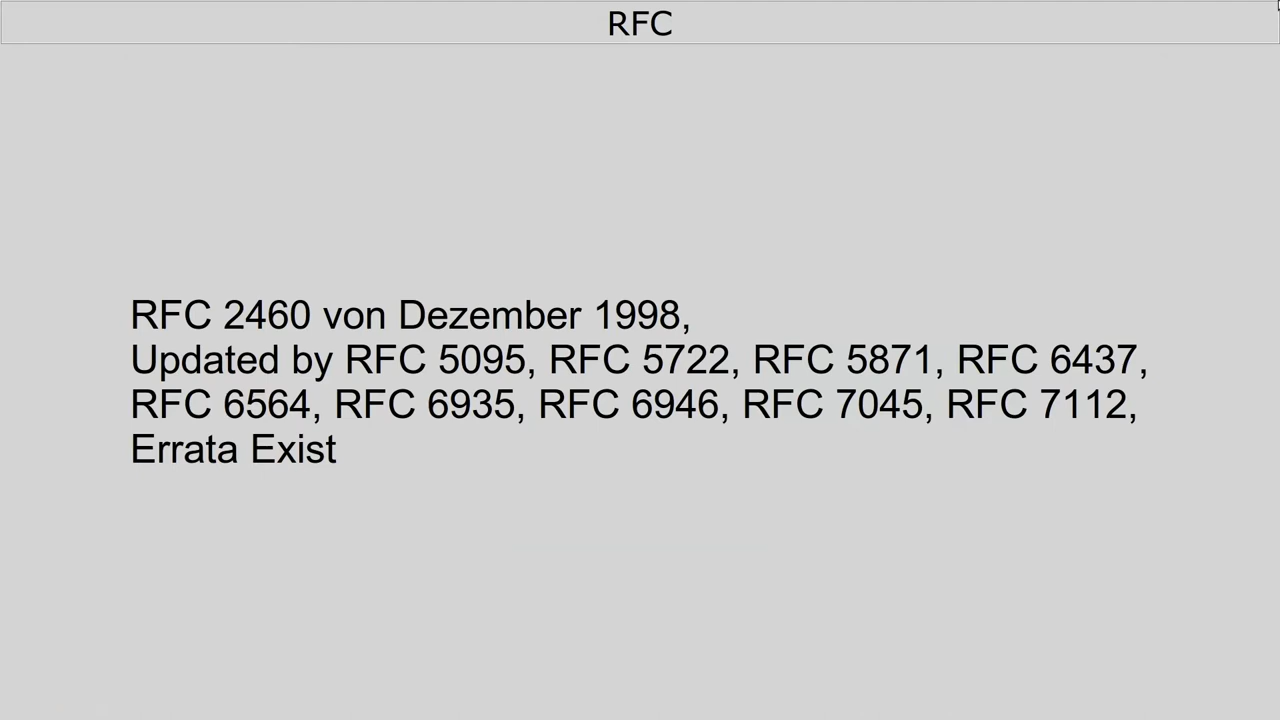 RFC
RFC 2460 von Dezember 1998,
Updated by RFC 5095, RFC 5722, RFC 5871, RFC 6437,
RFC 6564, RFC 6935, RFC 6946, RFC 7045, RFC 7112,
Errata Exist